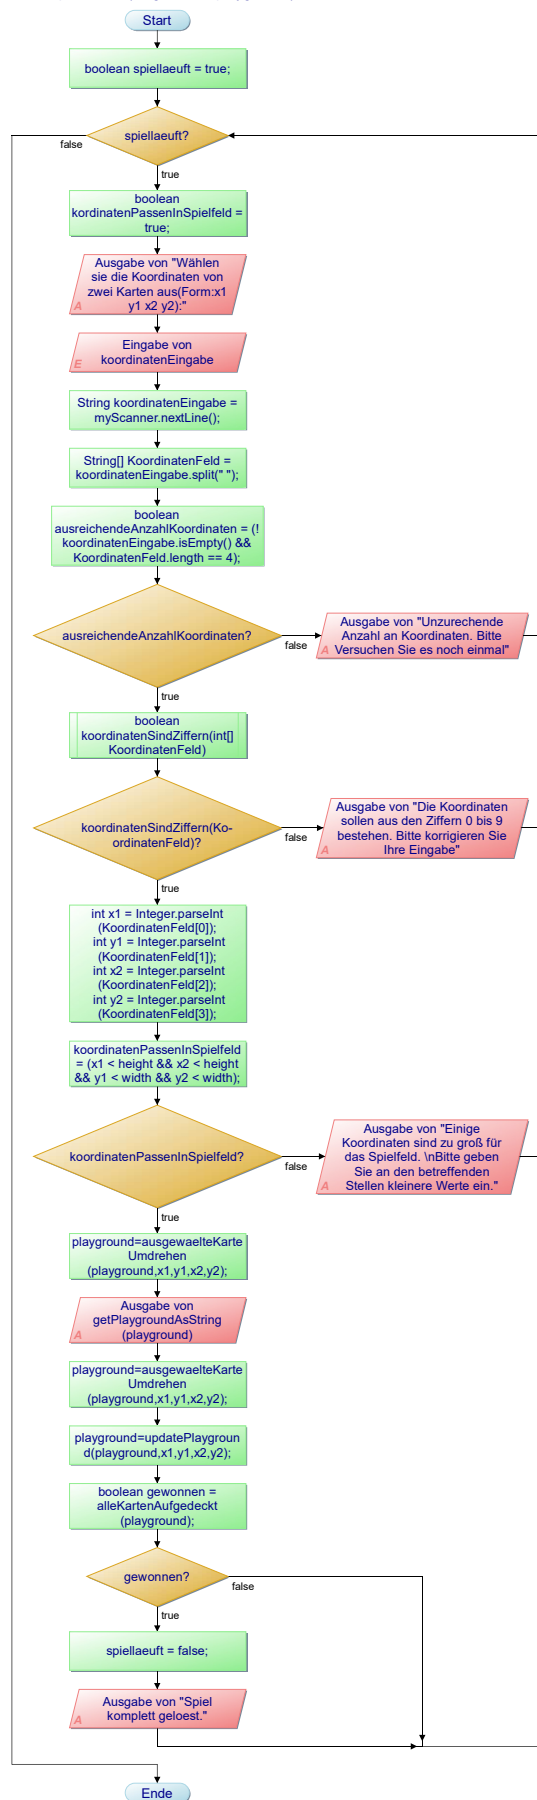 Start
boolean spiellaeuft = true;
spiellaeuft?
false
true
boolean
kordinatenPassenInSpielfeld =
true;
Ausgabe von "Wählen
sie die Koordinaten von
zwei Karten aus(Form:x1
y1 x2 y2):"
A
Eingabe von
koordinatenEingabe
E
String koordinatenEingabe =
myScanner.nextLine();
String[] KoordinatenFeld =
koordinatenEingabe.split(" ");
boolean
ausreichendeAnzahlKoordinaten = (!
koordinatenEingabe.isEmpty() &&
KoordinatenFeld.length == 4);
ausreichendeAnzahlKoordinaten?
false
true
Ausgabe von "Unzurechende
Anzahl an Koordinaten. Bitte
Versuchen Sie es noch einmal"
A
boolean
koordinatenSindZiffern(int[]
KoordinatenFeld)
koordinatenSindZiffern(Ko-
ordinatenFeld)?
false
true
Ausgabe von "Die Koordinaten
sollen aus den Ziffern 0 bis 9
bestehen. Bitte korrigieren Sie
Ihre Eingabe"
A
int x1 = Integer.parseInt
(KoordinatenFeld[0]);
int y1 = Integer.parseInt
(KoordinatenFeld[1]);
int x2 = Integer.parseInt
(KoordinatenFeld[2]);
int y2 = Integer.parseInt
(KoordinatenFeld[3]);
koordinatenPassenInSpielfeld
= (x1 < height && x2 < height
&& y1 < width && y2 < width);
koordinatenPassenInSpielfeld?
false
true
Ausgabe von "Einige
Koordinaten sind zu groß für
das Spielfeld. \nBitte geben
Sie an den betreffenden
Stellen kleinere Werte ein."
A
playground=ausgewaelteKarte
Umdrehen
(playground,x1,y1,x2,y2);
Ausgabe von
getPlaygroundAsString
(playground)
A
playground=ausgewaelteKarte
Umdrehen
(playground,x1,y1,x2,y2);
playground=updatePlaygroun
d(playground,x1,y1,x2,y2);
boolean gewonnen =
alleKartenAufgedeckt
(playground);
gewonnen?
false
true
spiellaeuft = false;
Ausgabe von "Spiel
komplett geloest."
A
Ende